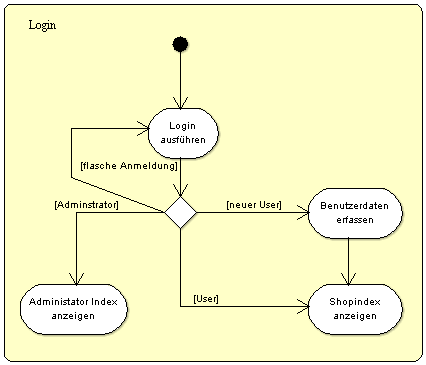 Login
Login
ausführen
[flasche Anmeldung]
[Adminstrator]
[neuer User]
Benutzerdaten
erfassen
[User]
Administator Index
anzeigen
Shopindex
anzeigen